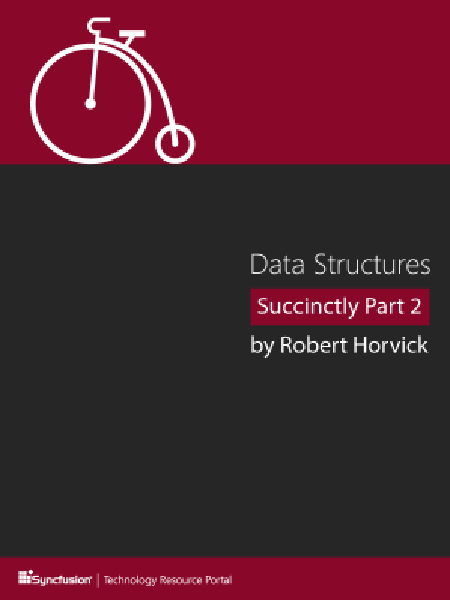 Data Structures
Succinctly Part 2
by Robert Horvick
Syncfusion | Technology Resource Portal